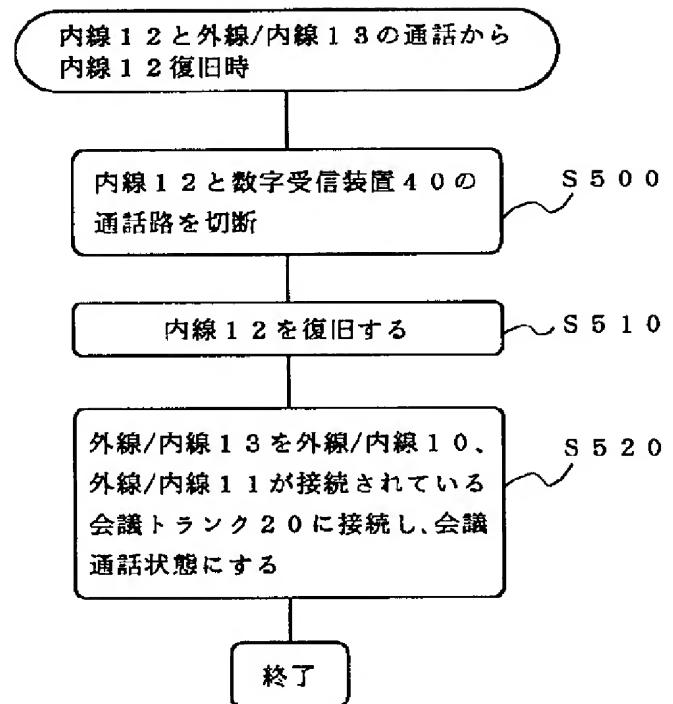 内線12と外線/内線13の通話から
内線12復旧時
内線12と数字受信装置40の
通話路を切断
S500
内線12を復旧する
S510
外線/内線13を外線/内線10、
外線/内線11が接続されている
会議トランク20に接続し、会議
通話状態にする
S520
終了